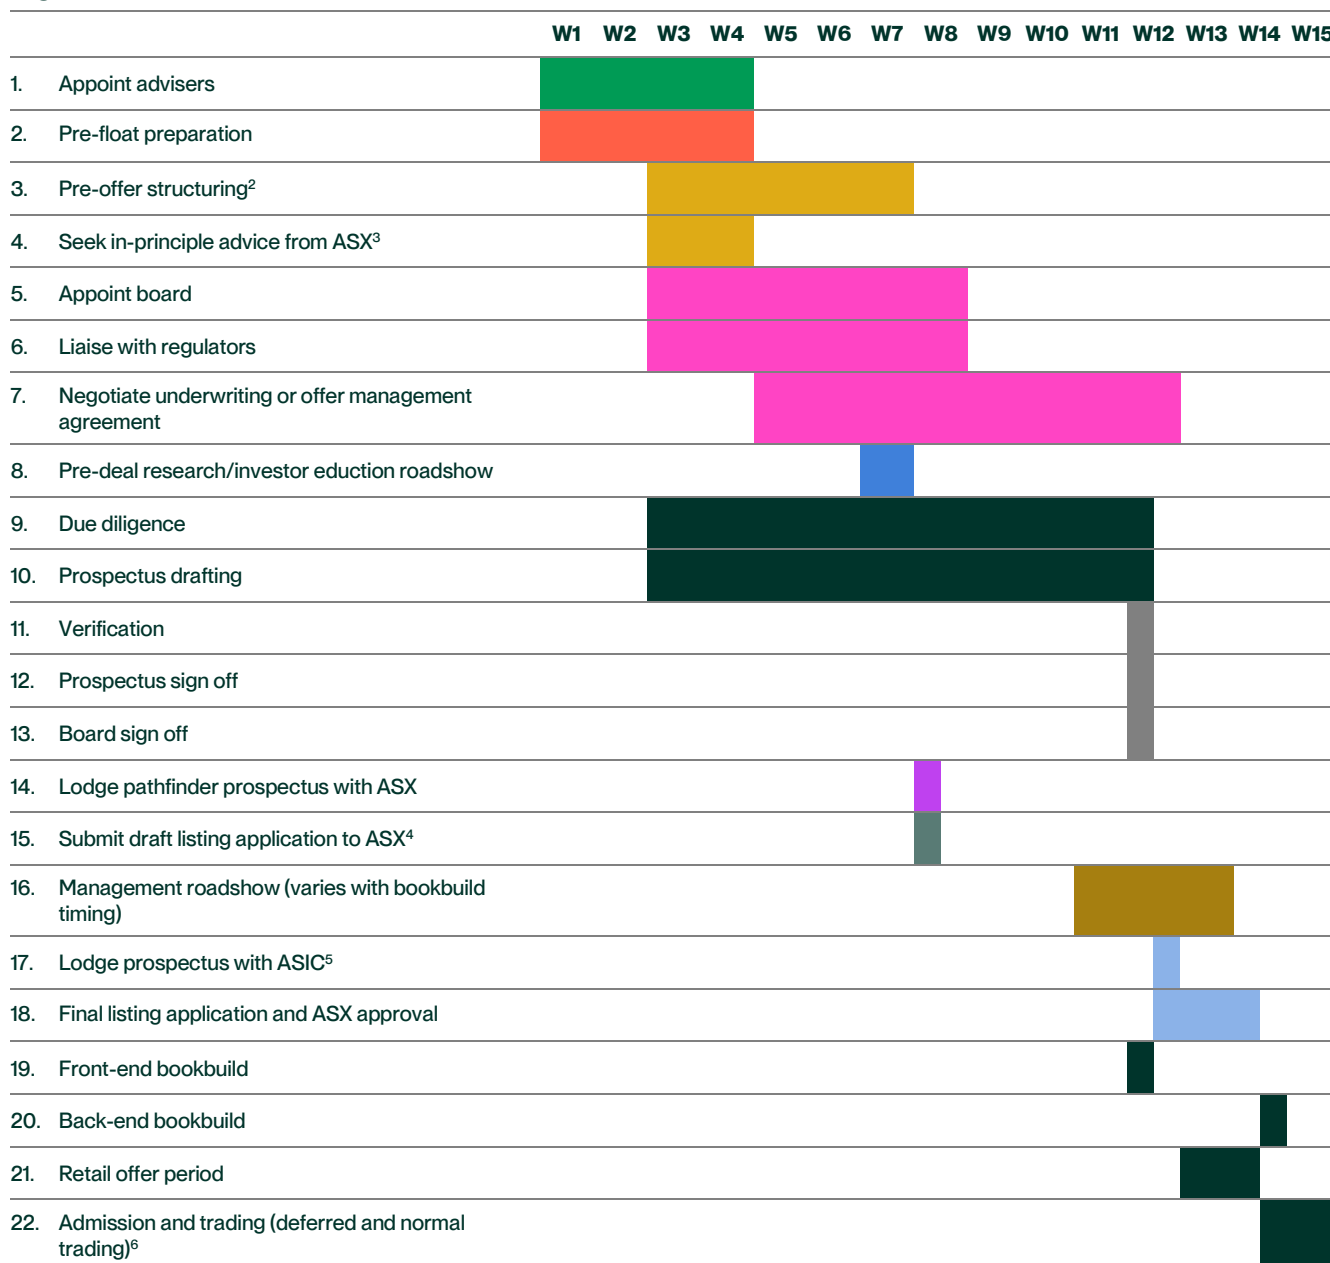 W1 W2 W3 W4 W5 W6 W7 W8 W9 W10 W11 W12 W13 W14 W15
1. Appoint advisers
2. Pre-float preparation
3. Pre-offer structuring²
4. Seek in-principle advice from ASX³
5. Appoint board
6. Liaise with regulators
7. Negotiate underwriting or offer management
agreement
8. Pre-deal research/investor eduction roadshow
9. Due diligence
10. Prospectus drafting
11. Verification
12. Prospectus sign off
13. Board sign off
14. Lodge pathfinder prospectus with ASX
15. Submit draft listing application to ASX⁴
16. Management roadshow (varies with bookbuild
timing)
17. Lodge prospectus with ASIC⁵
18. Final listing application and ASX approval
19. Front-end bookbuild
20. Back-end bookbuild
21. Retail offer period
22. Admission and trading (deferred and normal
trading)⁶